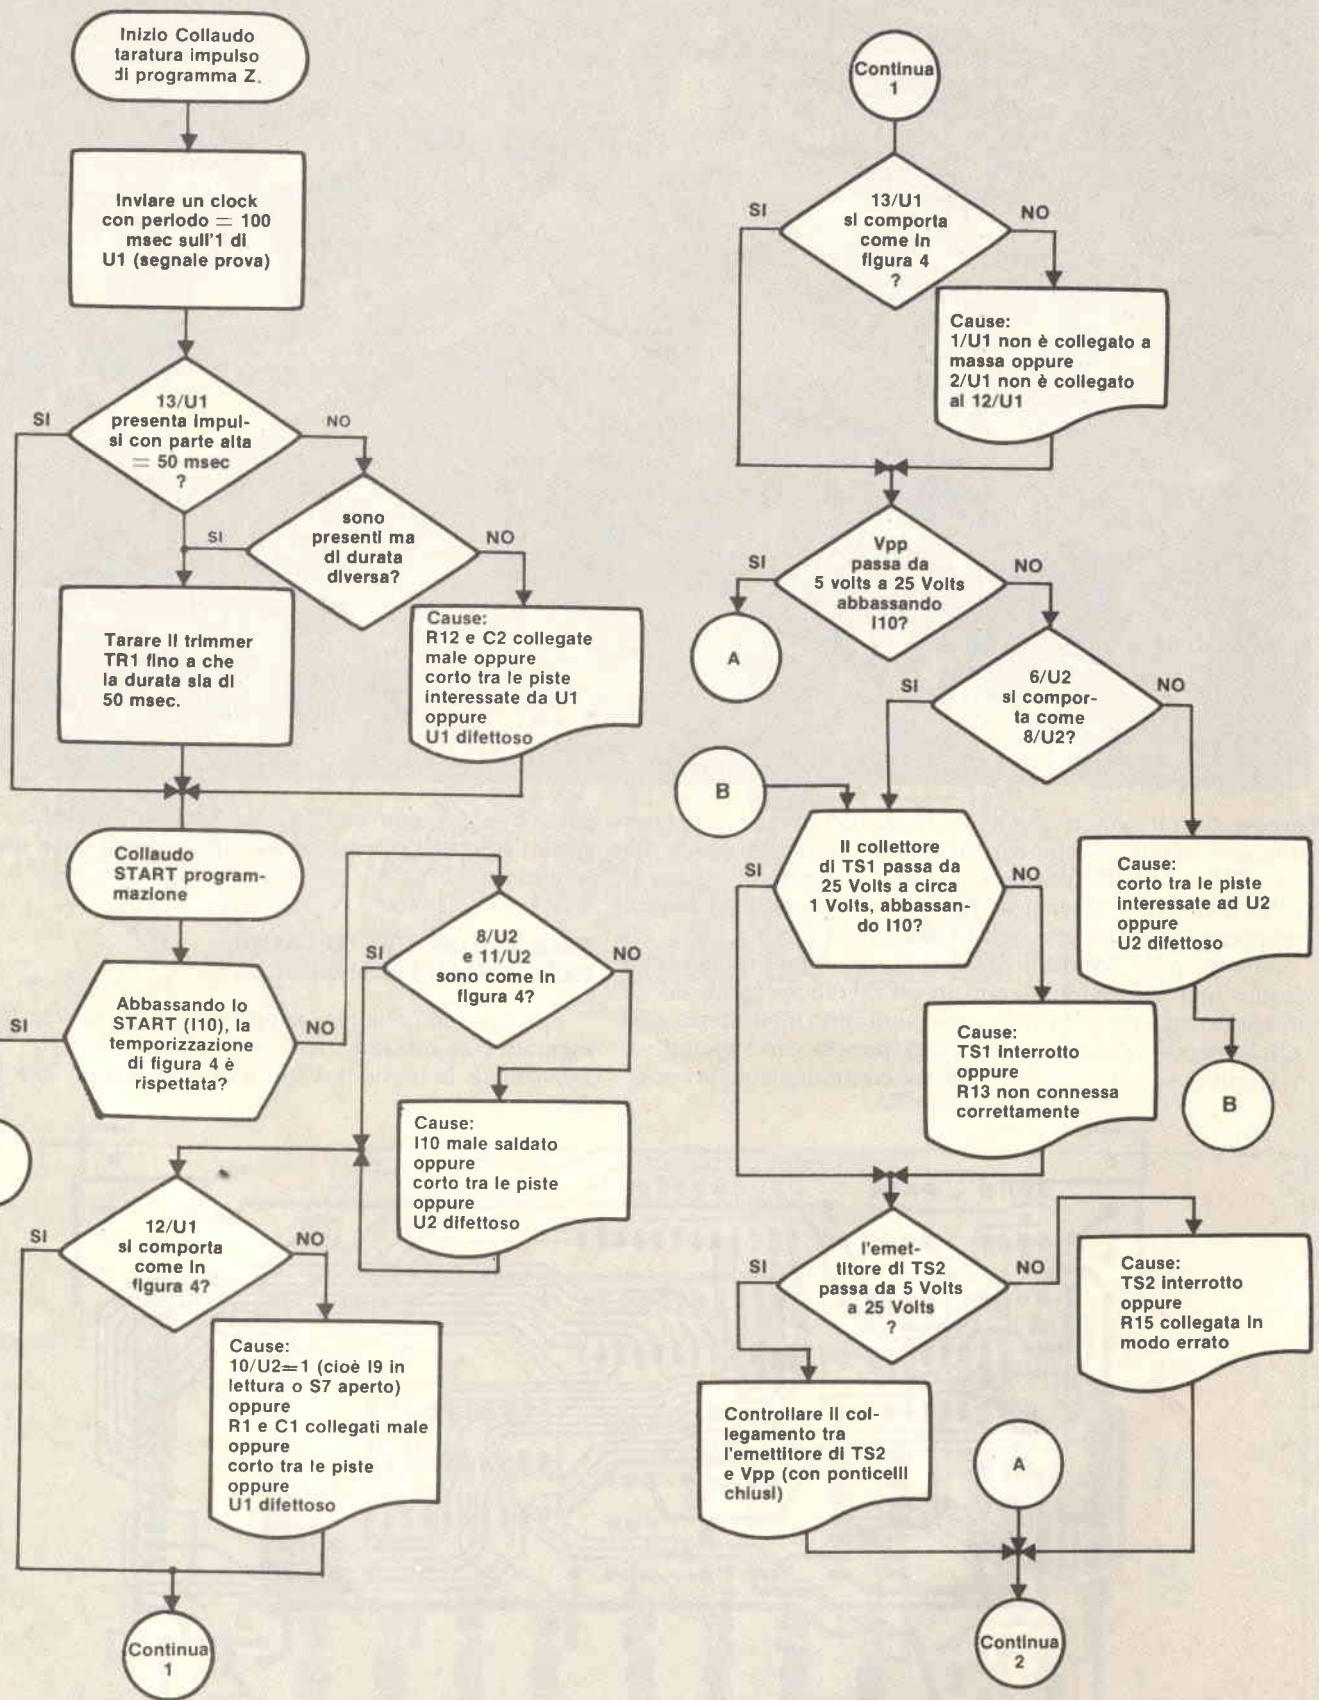 Inizio Collaudo
taratura impulso
di programma Z.
Inviare un clock
con periodo = 100
msec sull'1 di
U1 (segnale prova)
SI
13/U1
presenta impul-
si con parte alta
= 50 msec
?
NO
SI
sono
presenti ma
di durata
diversa?
NO
Tarare il trimmer
TR1 fino a che
la durata sia di
50 msec.
Cause:
R12 e C2 collegate
male oppure
corto tra le piste
interessate da U1
oppure
U1 difettoso
Collaudo
START program-
mazione
SI
Abbassando lo
START (I10), la
temporizzazione
di figura 4 è
rispettata?
NO
SI
8/U2
e 11/U2
sono come in
figura 4?
NO
Cause:
I10 male saldato
oppure
corto tra le piste
oppure
U2 difettoso
SI
12/U1
si comporta
come in
figura 4?
NO
Cause:
10/U2=1 (cioè I9 in
lettura o S7 aperto)
oppure
R1 e C1 collegati male
oppure
corto tra le piste
oppure
U1 difettoso
Continua
1
Continua
1
SI
13/U1
si comporta
come in
figura 4
?
NO
Cause:
1/U1 non è collegato a
massa oppure
2/U1 non è collegato
al 12/U1
SI
Vpp
passa da
5 volts a 25 Volts
abbassando
I10?
NO
A
SI
6/U2
si compor-
ta come
8/U2?
NO
B
SI
Il collettore
di TS1 passa da
25 Volts a circa
1 Volts, abbassan-
do I10?
NO
Cause:
corto tra le piste
interessate ad U2
oppure
U2 difettoso
Cause:
TS1 interrotto
oppure
R13 non connessa
correttamente
B
SI
l'emet-
titore di TS2
passa da 5 Volts
a 25 Volts
?
NO
Cause:
TS2 interrotto
oppure
R15 collegata in
modo errato
Controllare il col-
legamento tra
l'emettitore di TS2
e Vpp (con ponticelli
chiusi)
A
Continua
2